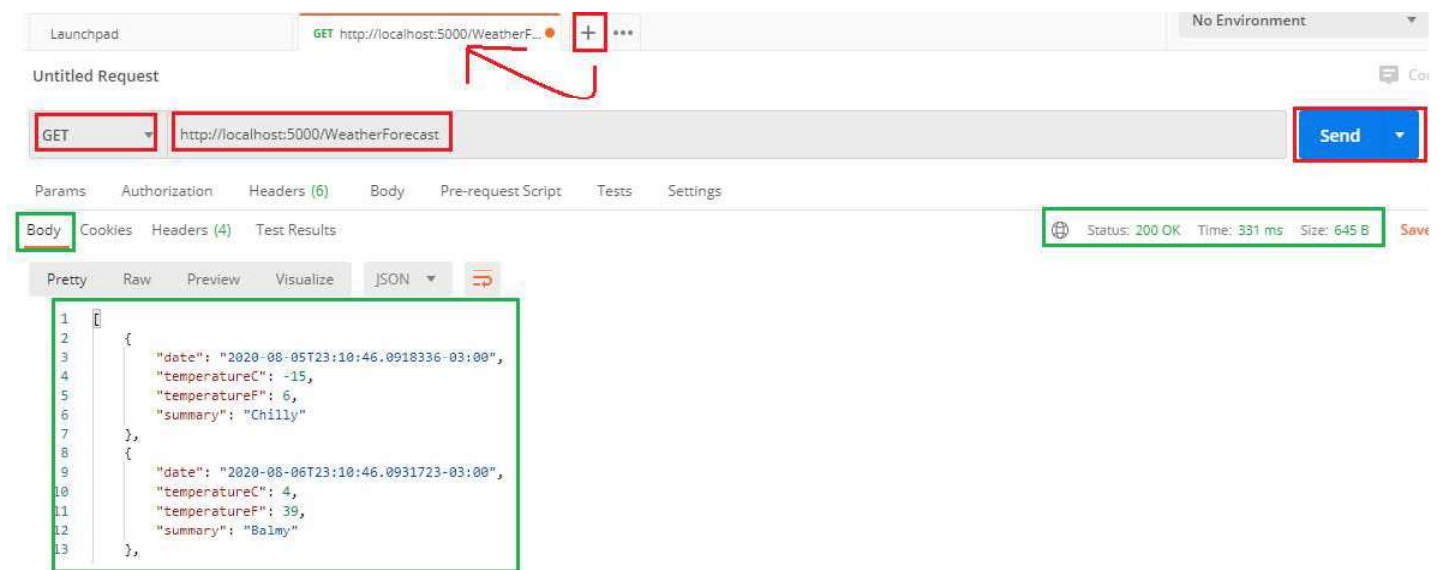 No Environment
Launchpad GET http://localhost:5000/WeatherF... + •••
Untitled Request
GET http://localhost:5000/WeatherForecast Send
Params Authorization Headers (6) Body Pre-request Script Tests Settings
Body Cookies Headers (4) Test Results Status: 200 OK Time: 331 ms Size: 645 B Save
Pretty Raw Preview Visualize JSON
1 [
2 {
3 "date": "2020-08-05T23:10:46.0918336-03:00",
4 "temperatureC": -15,
5 "temperatureF": 6,
6 "summary": "Chilly"
7 },
8 {
9 "date": "2020-08-06T23:10:46.0931723-03:00",
10 "temperatureC": 4,
11 "temperatureF": 39,
12 "summary": "Balmy"
13 },